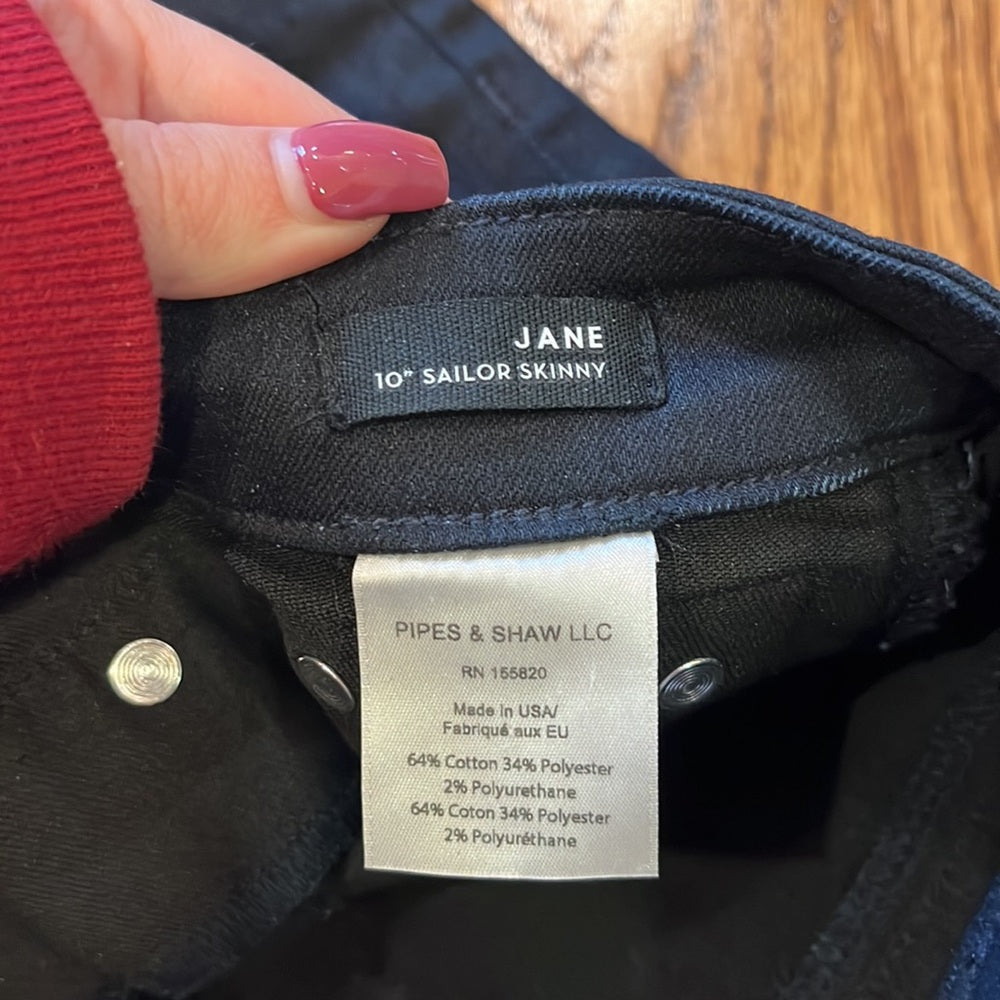 JANE
10" SAILOR SKINNY
PIPES & SHAW LLC
RN 155820
Made in USA/
Fabriqué aux EU
64% Cotton 34% Polyester
2% Polyurethane
64% Coton 34% Polyester
2% Polyuréthane